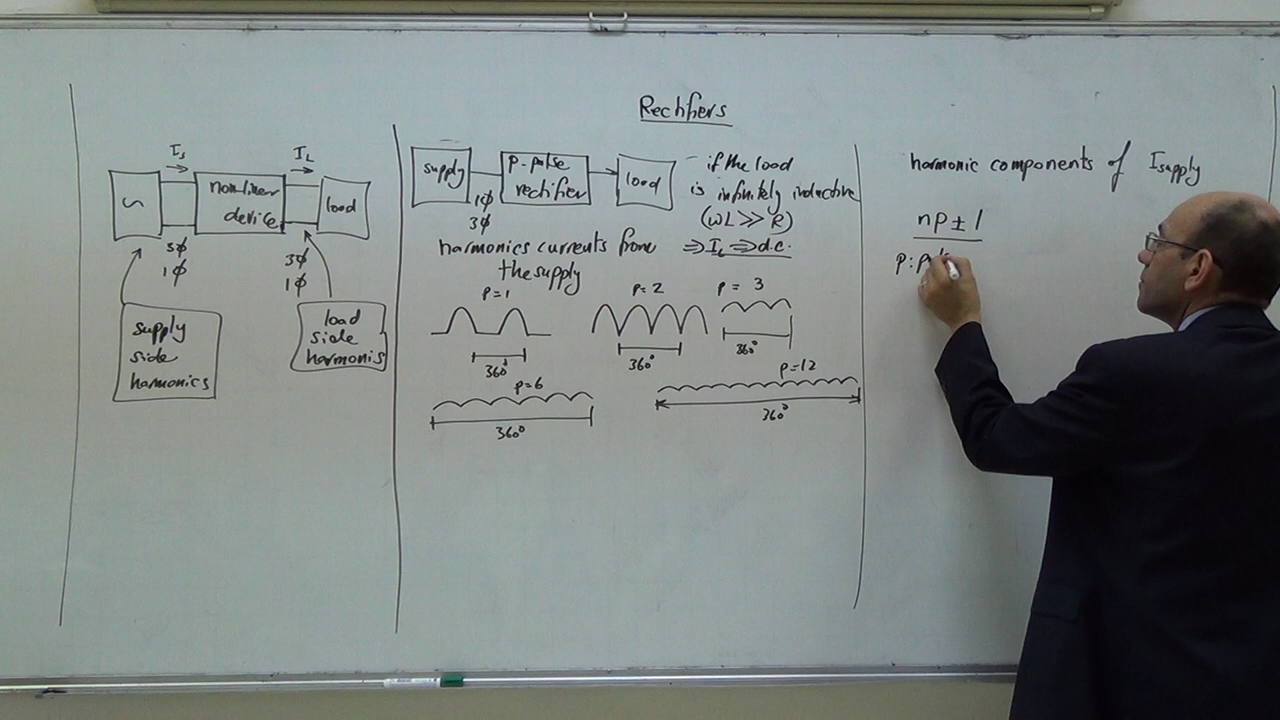 Rectifiers
Is
IL
~
non-liner
device
load
3ϕ
1ϕ
3ϕ
1ϕ
supply
side
harmonics
load
side
harmonis
supply
p-pulse
rectifier
load
1ϕ
3ϕ
- if the load
is infinitely inductive
(WL >> R)
⇒ IL ⇒ d.c.
harmonics currents from
the supply
p=1
360°
p=2
360°
p=3
360°
p=6
360°
p=12
360°
harmonic components of Isupply
np±1
p: